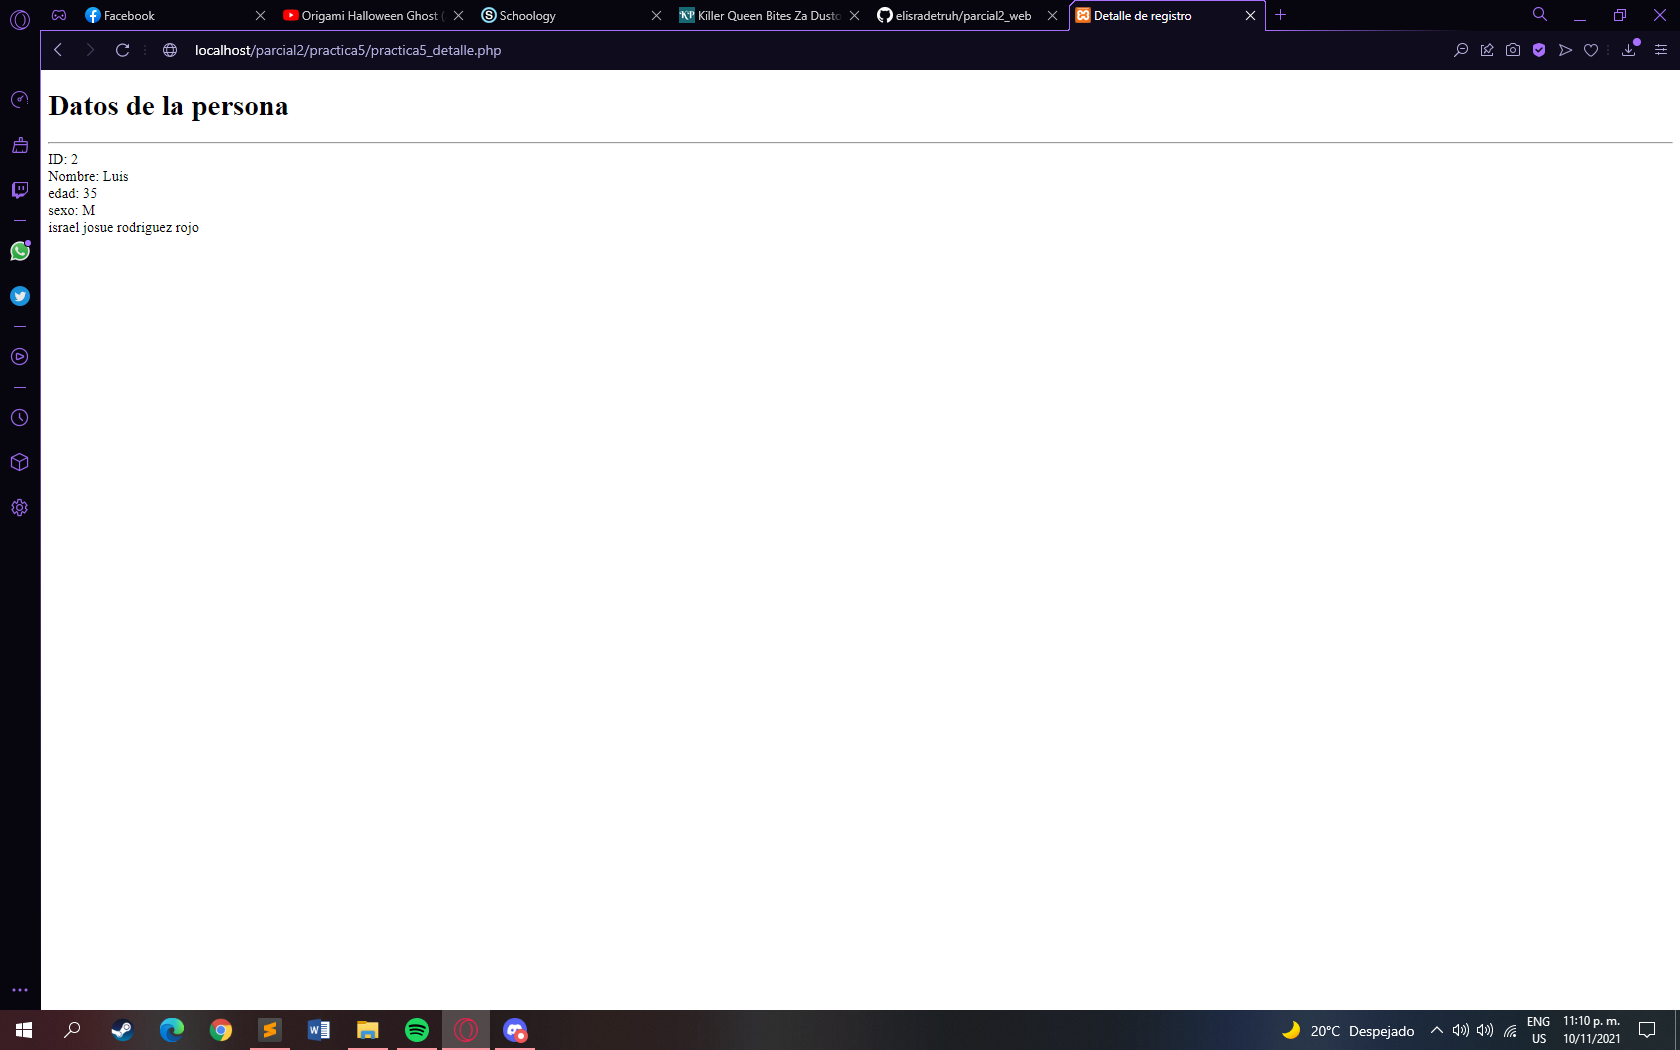 Facebook
Origami Halloween Ghost
Schoology
Killer Queen Bites Za Dusto
elisradetruh/parcial2_web
Detalle de registro
localhost/parcial2/practica5/practica5_detalle.php
Datos de la persona
ID: 2
Nombre: Luis
edad: 35
sexo: M
israel josue rodriguez rojo
20°C Despejado
ENG
US
11:10 p. m.
10/11/2021